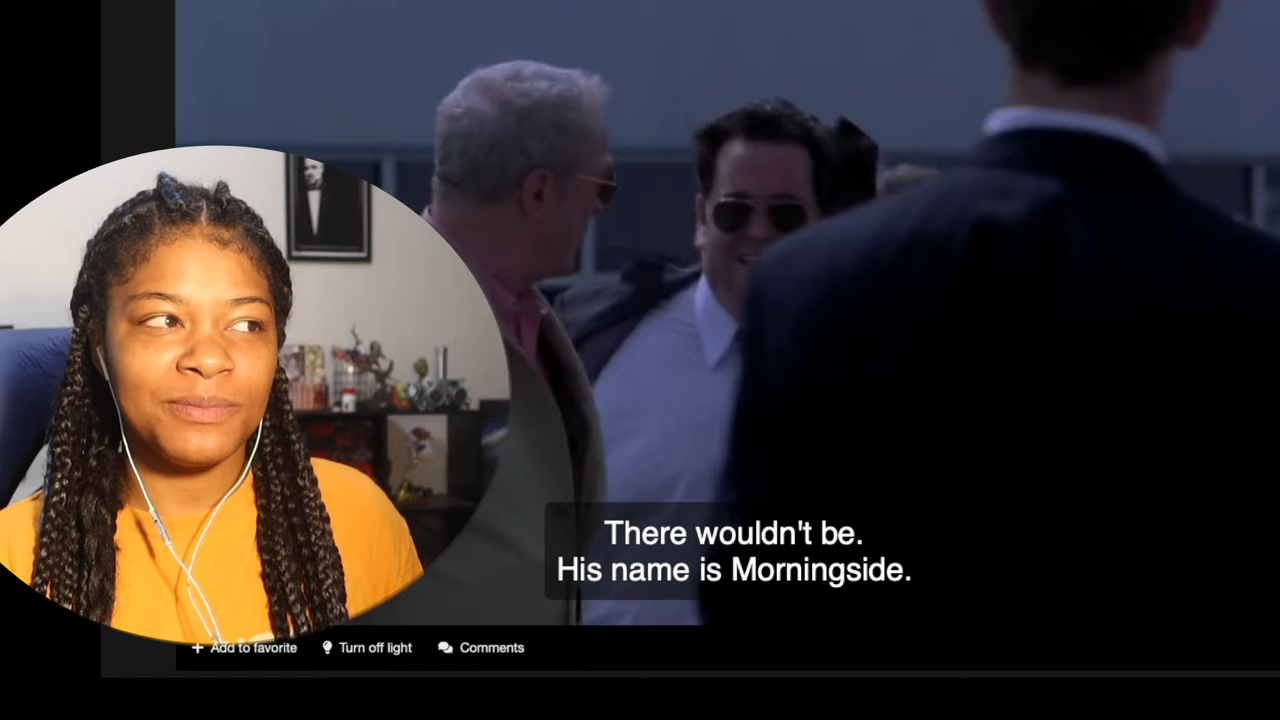 There wouldn't be.
His name is Morningside.
Add to favorite Turn off light Comments